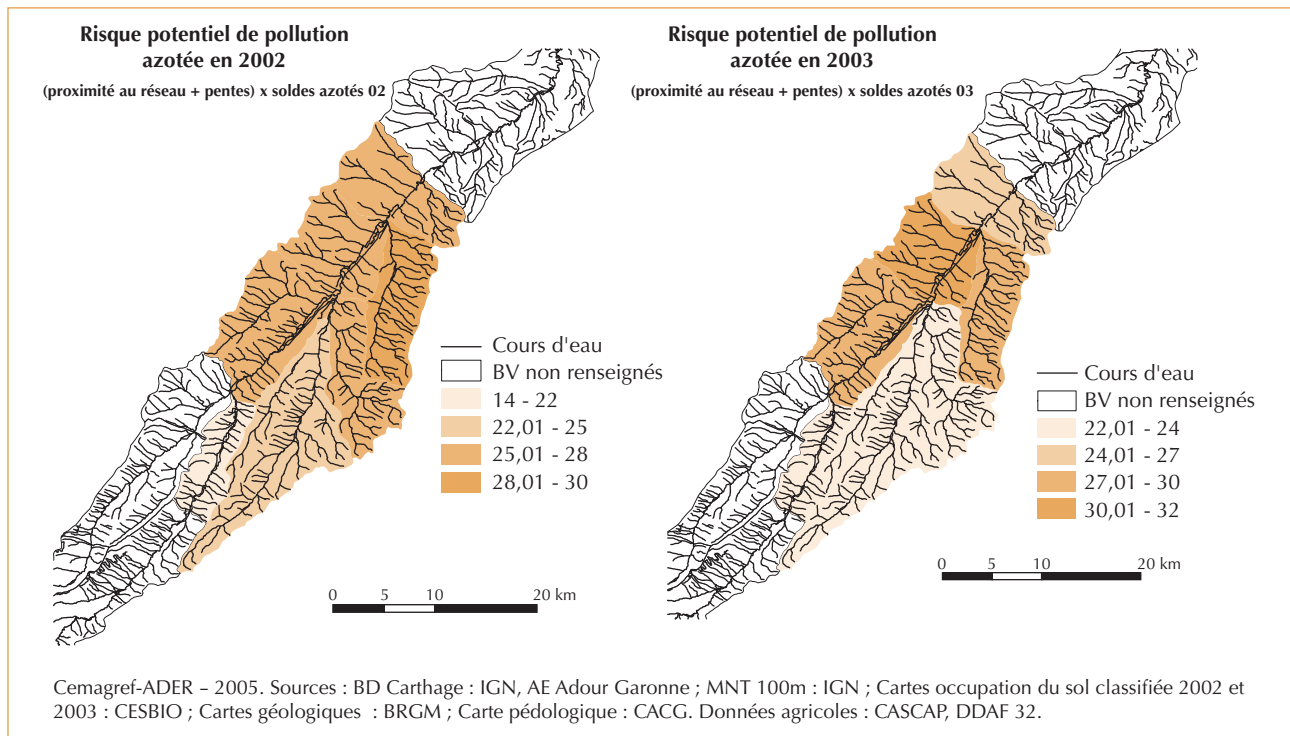 Risque potentiel de pollution
azotée en 2002
(proximité au réseau + pentes) x soldes azotés 02
Cours d'eau
BV non renseignés
14 - 22
22,01 - 25
25,01 - 28
28,01 - 30
0 5 10 20 km
Risque potentiel de pollution
azotée en 2003
(proximité au réseau + pentes) x soldes azotés 03
Cours d'eau
BV non renseignés
22,01 - 24
24,01 - 27
27,01 - 30
30,01 - 32
0 5 10 20 km
Cemagref-ADER – 2005. Sources : BD Carthage : IGN, AE Adour Garonne ; MNT 100m : IGN ; Cartes occupation du sol classifiée 2002 et
2003 : CESBIO ; Cartes géologiques : BRGM ; Carte pédologique : CACG. Données agricoles : CASCAP, DDAF 32.